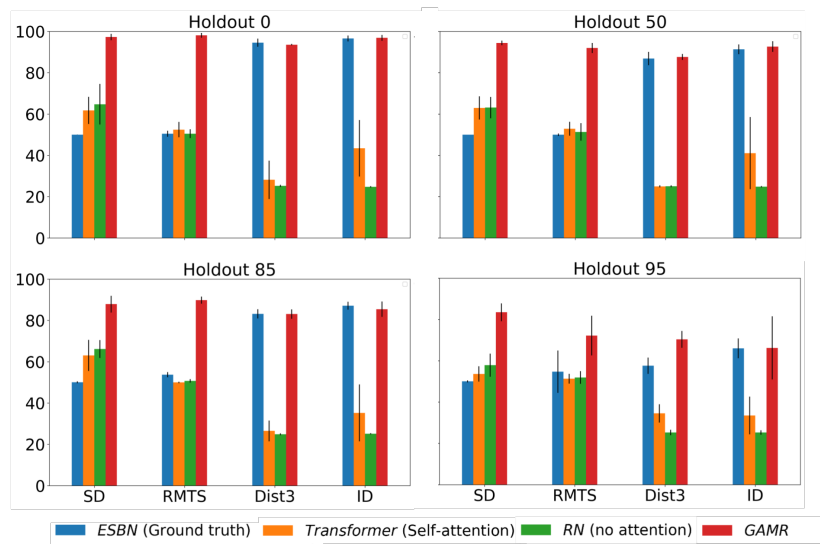 Holdout 0
Holdout 50
100
80
60
40
20
0
Holdout 85
Holdout 95
100
80
60
40
20
0
SD RMTS Dist3 ID
SD RMTS Dist3 ID
ESBN (Ground truth) Transformer (Self-attention) RN (no attention) GAMR